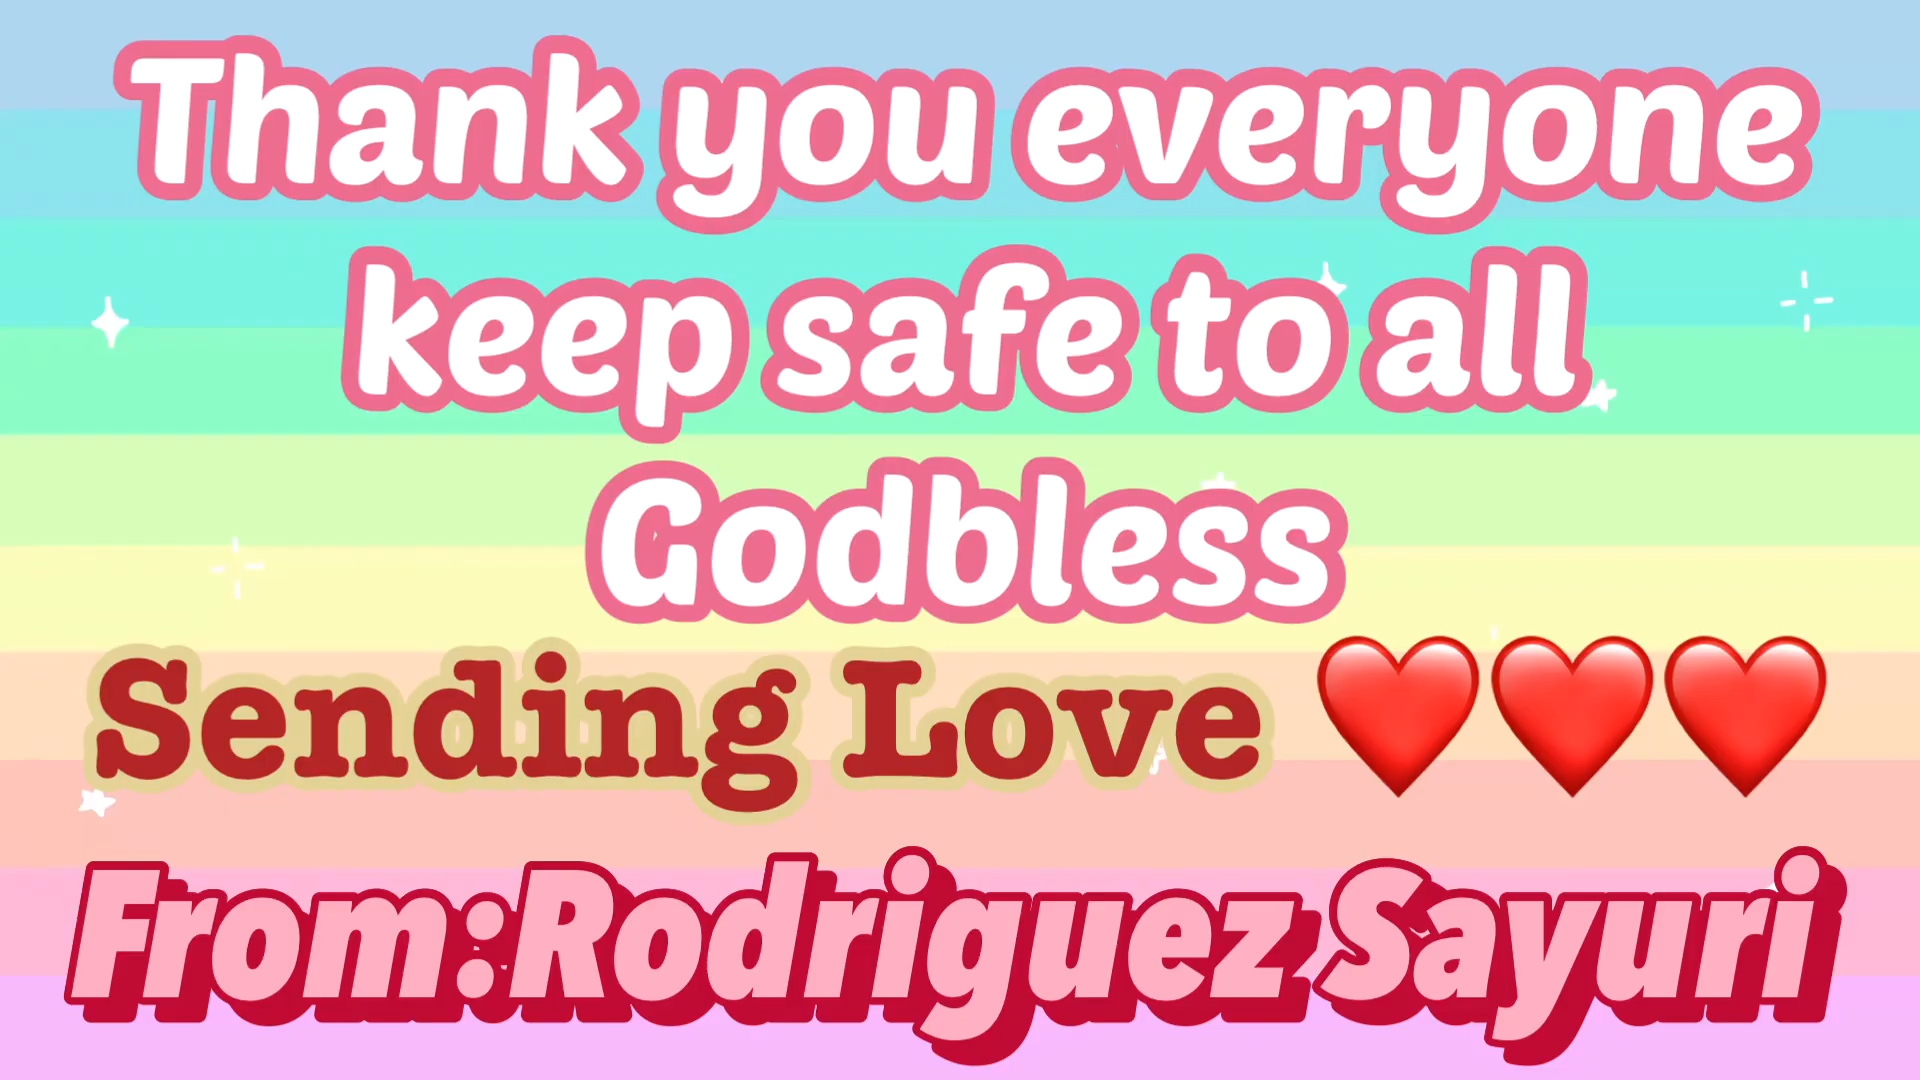 Thank you everyone
keep safe to all
Godbless
Sending Love ❤️❤️❤️
From:Rodriguez Sayuri